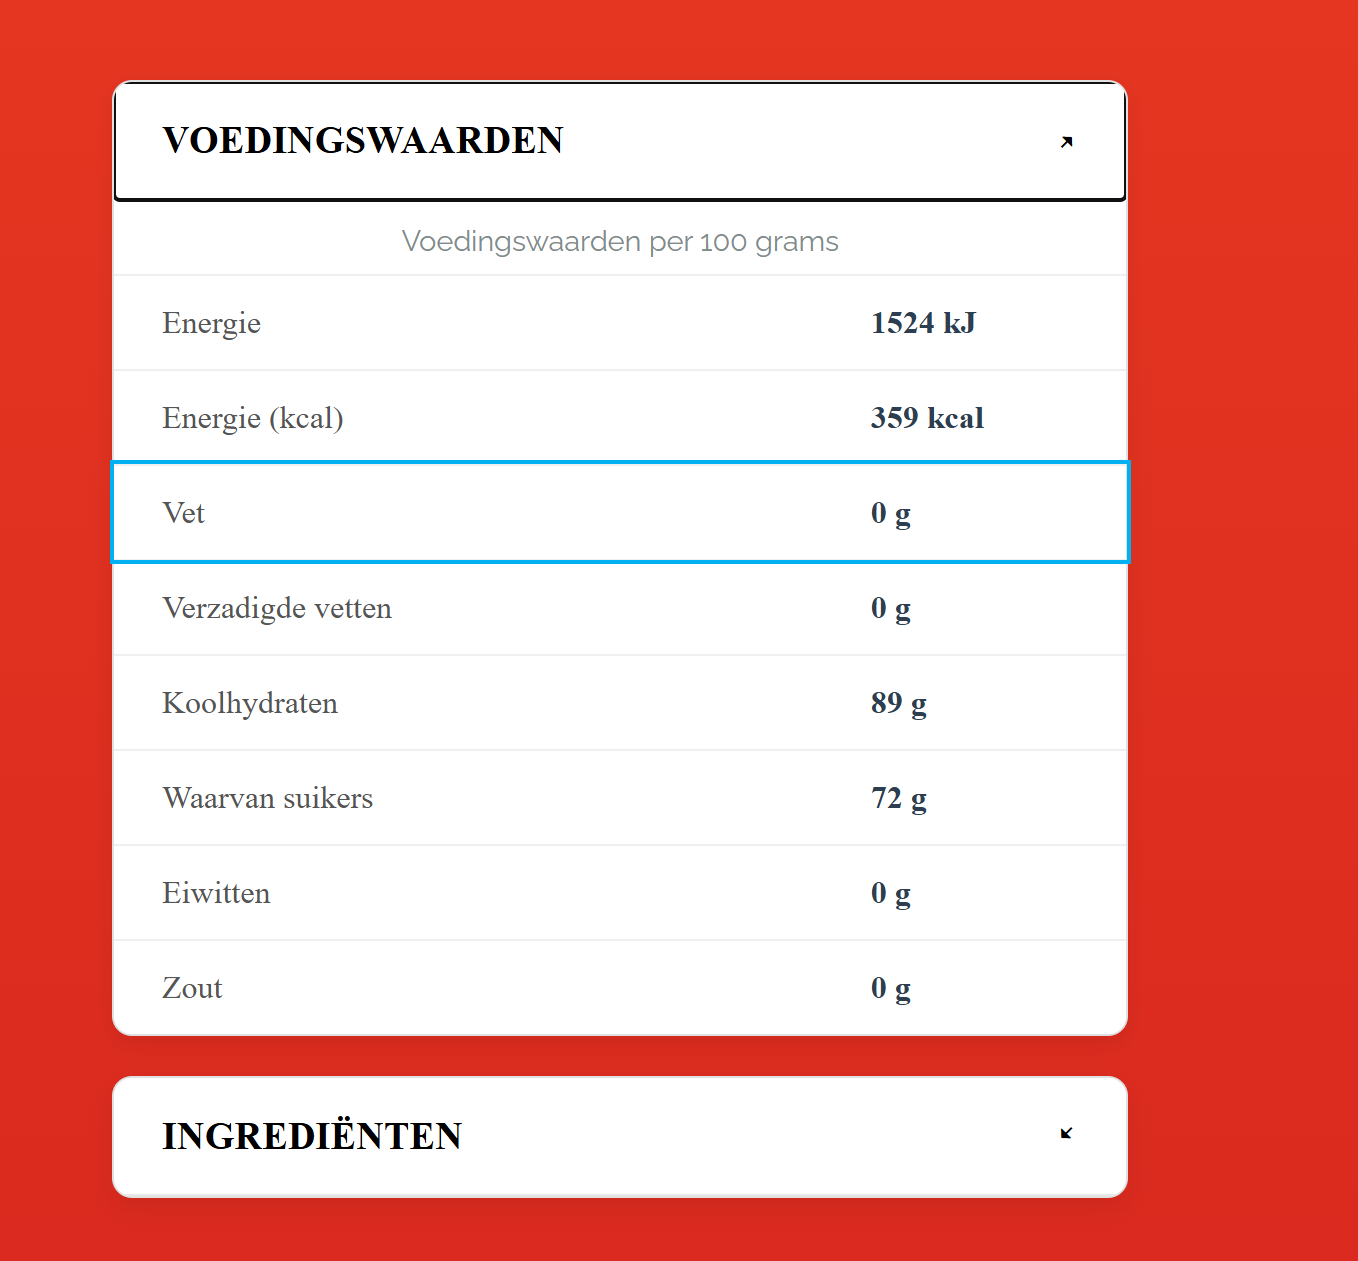 VOEDINGSWAARDEN
Voedingswaarden per 100 grams
Energie 1524 kJ
Energie (kcal) 359 kcal
Vet 0 g
Verzadigde vetten 0 g
Koolhydraten 89 g
Waarvan suikers 72 g
Eiwitten 0 g
Zout 0 g
INGREDIËNTEN